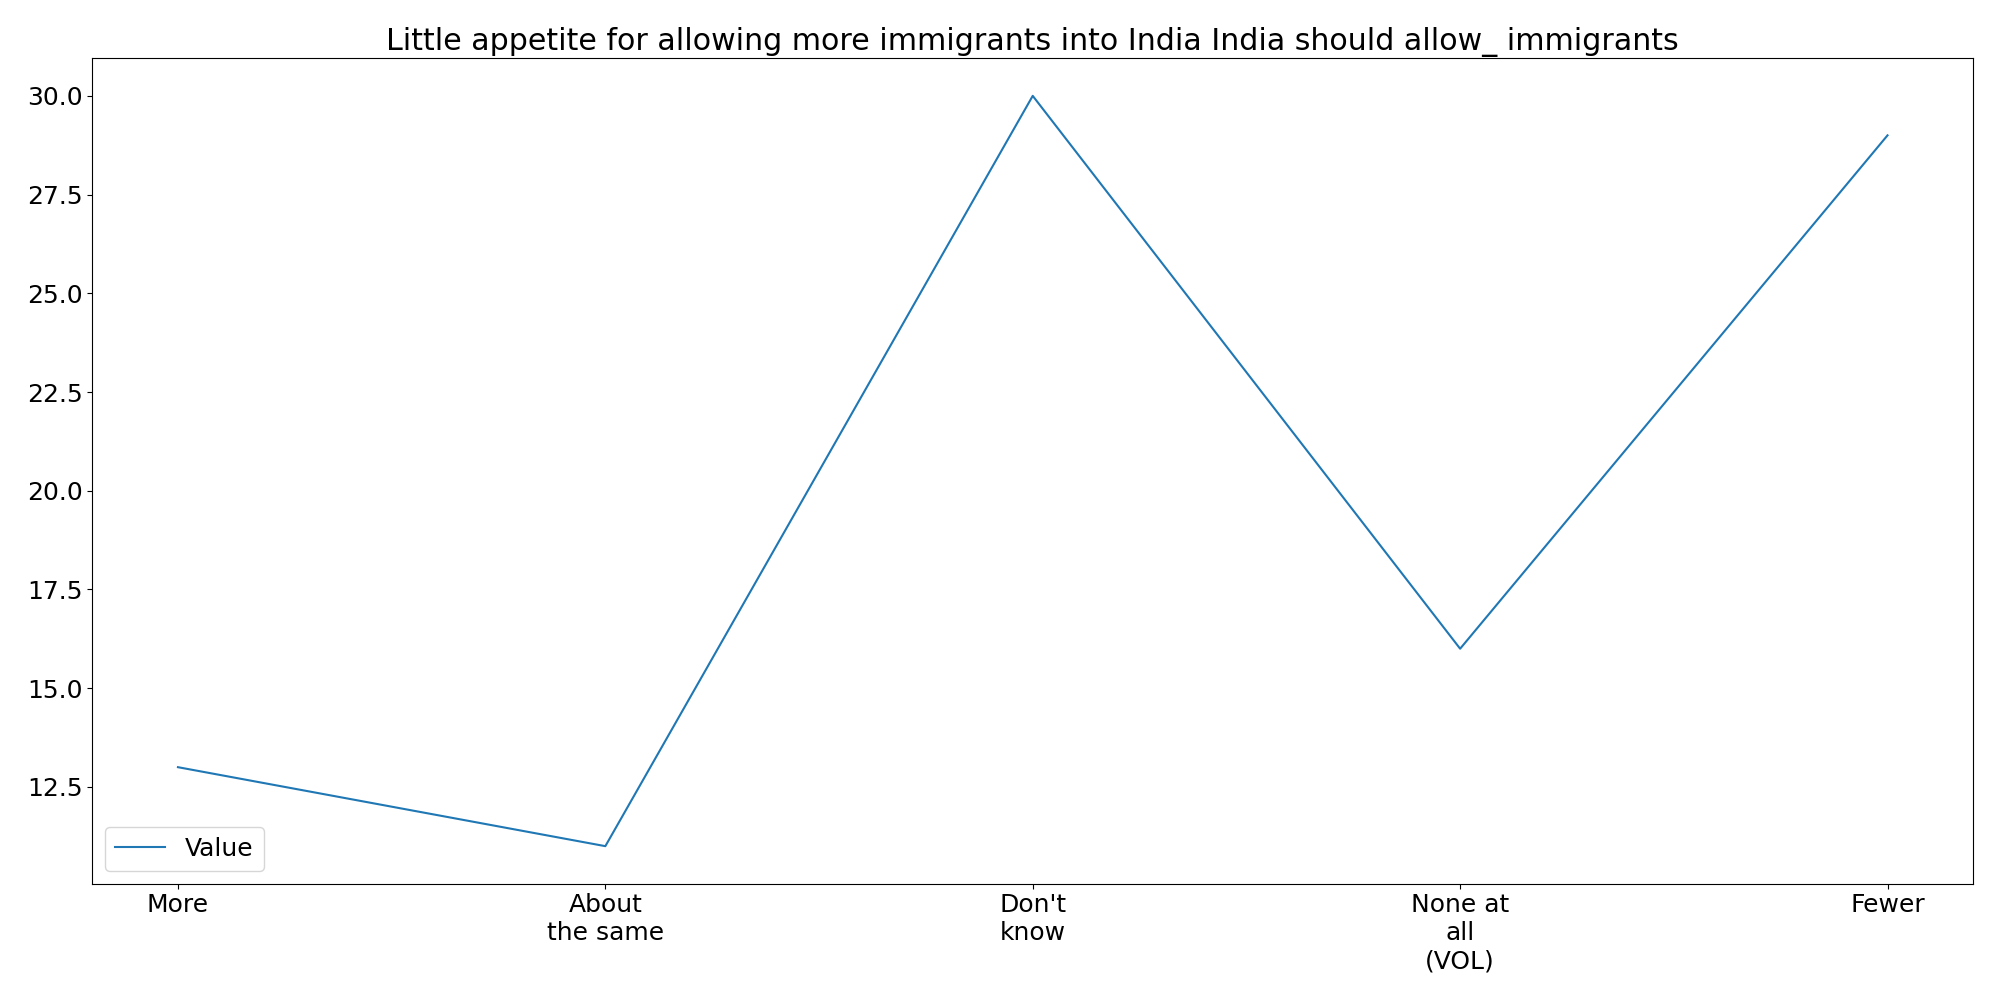 Little appetite for allowing more immigrants into India India should allow_ immigrants
30.0
27.5
25.0
22.5
20.0
17.5
15.0
12.5
Value
More
About
the same
Don't
know
None at
all
(VOL)
Fewer